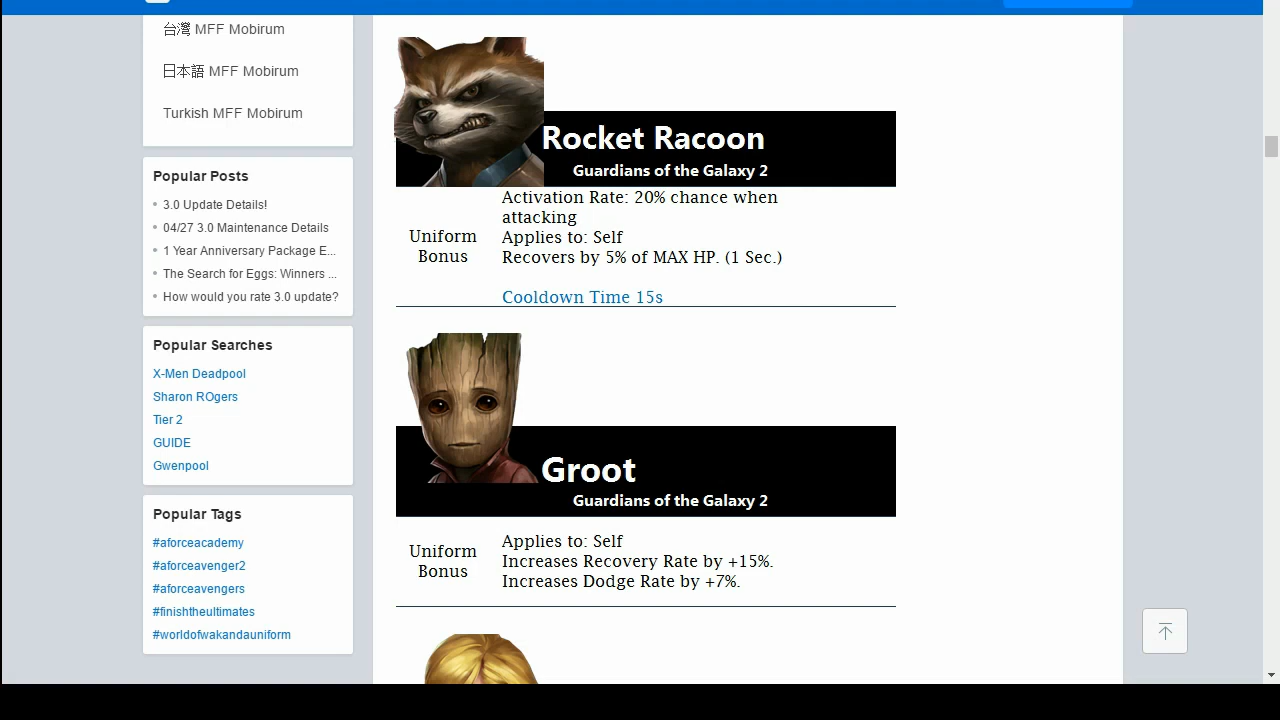 台灣 MFF Mobirum
日本語 MFF Mobirum
Turkish MFF Mobirum
Popular Posts
3.0 Update Details!
04/27 3.0 Maintenance Details
1 Year Anniversary Package E...
The Search for Eggs: Winners ...
How would you rate 3.0 update?
Popular Searches
X-Men Deadpool
Sharon ROgers
Tier 2
GUIDE
Gwenpool
Popular Tags
#aforceacademy
#aforceavenger2
#aforceavengers
#finishtheultimates
#worldofwakandauniform
Rocket Racoon
Guardians of the Galaxy 2
Uniform
Bonus
Activation Rate: 20% chance when
attacking
Applies to: Self
Recovers by 5% of MAX HP. (1 Sec.)
Cooldown Time 15s
Groot
Guardians of the Galaxy 2
Uniform
Bonus
Applies to: Self
Increases Recovery Rate by +15%.
Increases Dodge Rate by +7%.